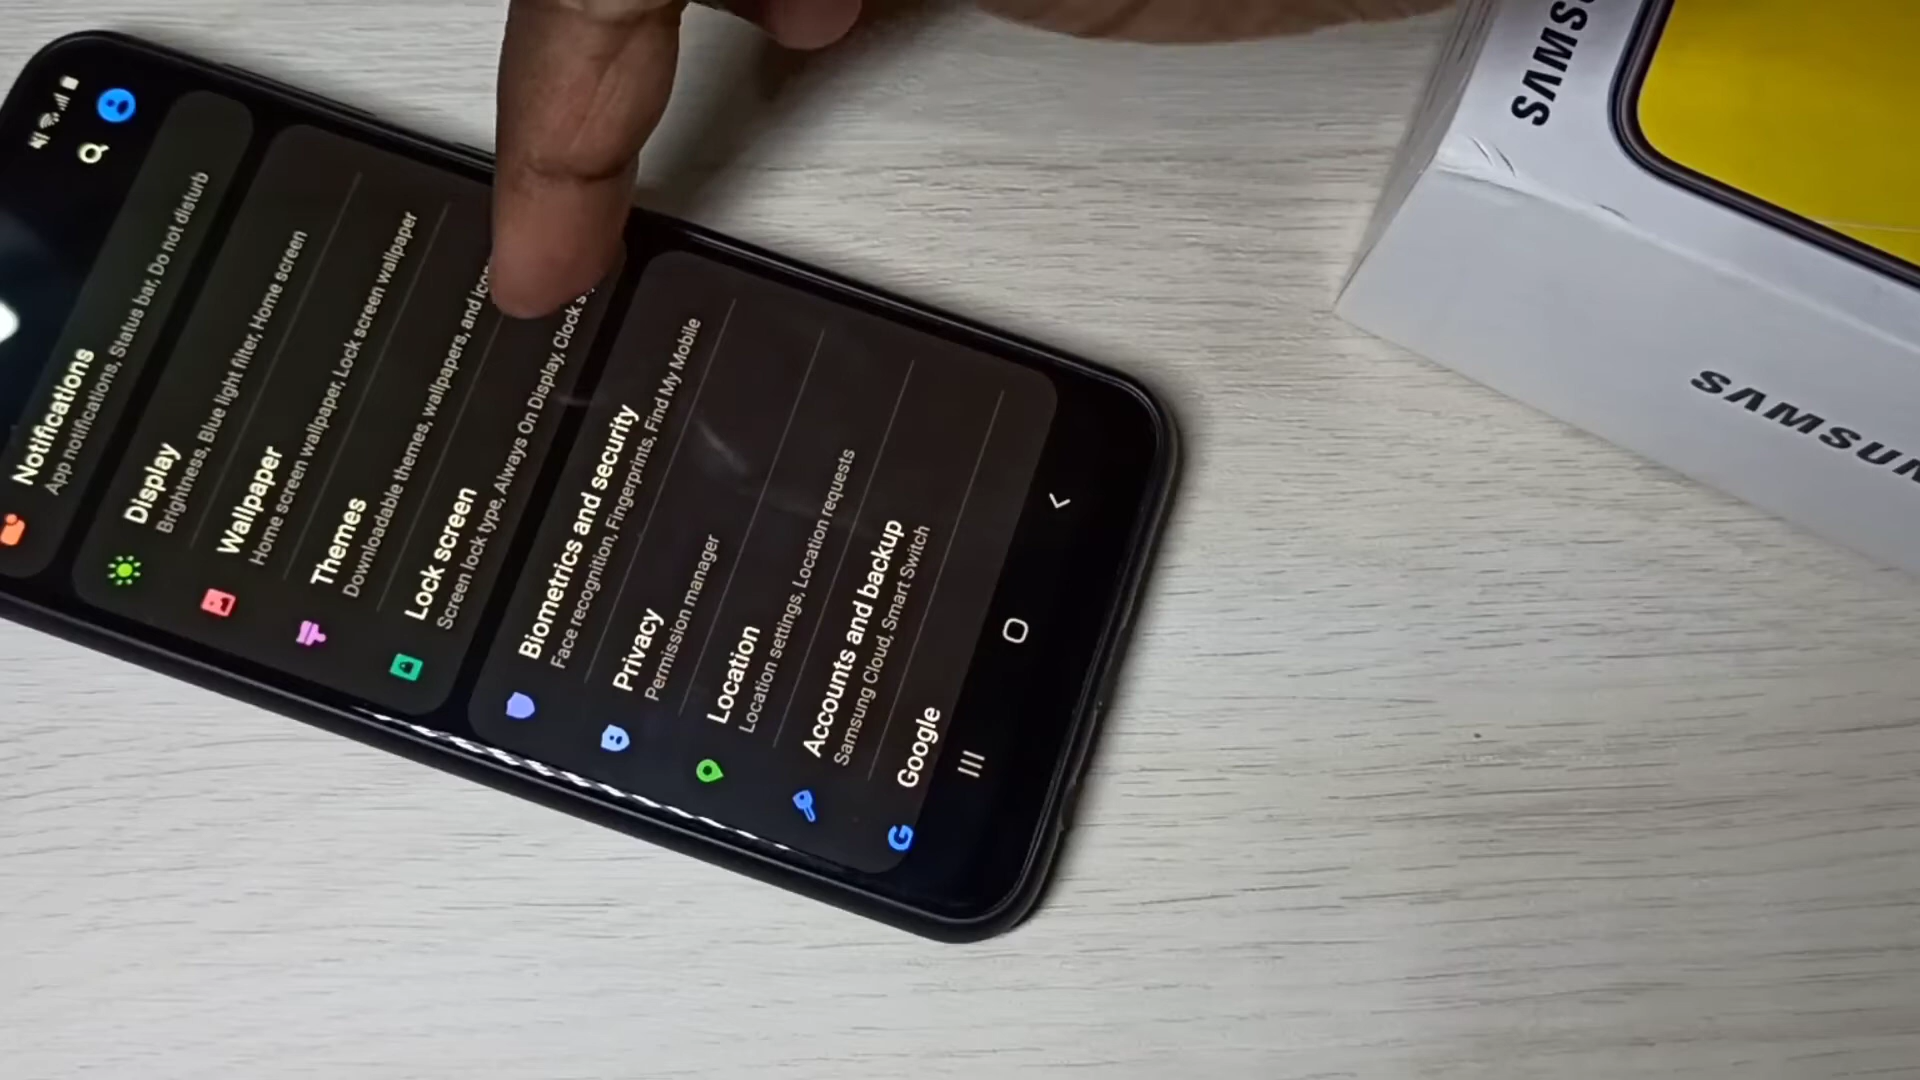 Notifications
App notifications, Status bar, Do not disturb
Display
Brightness, Blue light filter, Home screen
Wallpaper
Home screen wallpaper, Lock screen wallpaper
Themes
Downloadable themes, wallpapers, and
Lock screen
Screen lock type, Always On Display, Clock
Biometrics and security
Face recognition, Fingerprints, Find My Mobile
Privacy
Permission manager
Location
Location settings, Location requests
Accounts and backup
Samsung Cloud, Smart Switch
Google
SAMS
SAMSUN